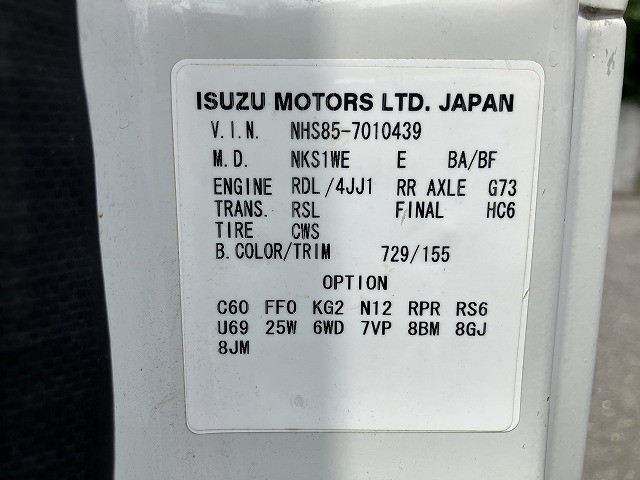 ISUZU MOTORS LTD. JAPAN
V.I.N. NHS85-7010439
M.D. NKS1WE E BA/BF
ENGINE RDL/4JJ1 RR AXLE G73
TRANS. RSL FINAL HC6
TIRE CWS
B.COLOR/TRIM 729/155
OPTION
C60 FF0 KG2 N12 RPR RS6
U69 25W 6WD 7VP 8BM 8GJ
8JM